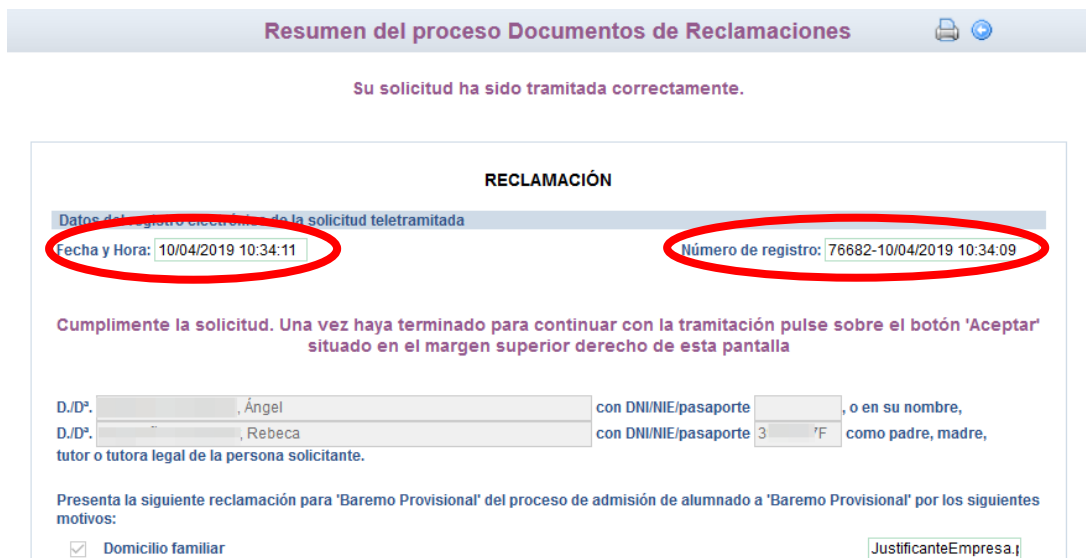 Resumen del proceso Documentos de Reclamaciones
Su solicitud ha sido tramitada correctamente.
RECLAMACIÓN
Datos del registro electrónico de la solicitud teletramitada
Fecha y Hora: 10/04/2019 10:34:11 Número de registro: 76682-10/04/2019 10:34:09
Cumplimente la solicitud. Una vez haya terminado para continuar con la tramitación pulse sobre el botón 'Aceptar'
situado en el margen superior derecho de esta pantalla
D./Dª. , Ángel con DNI/NIE/pasaporte , o en su nombre,
D./Dª. , Rebeca con DNI/NIE/pasaporte 3 7F como padre, madre,
tutor o tutora legal de la persona solicitante.
Presenta la siguiente reclamación para 'Baremo Provisional' del proceso de admisión de alumnado a 'Baremo Provisional' por los siguientes
motivos:
Domicilio familiar JustificanteEmpresa.p